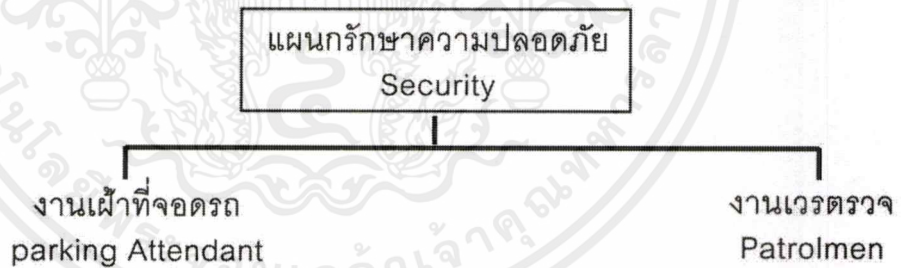 แผนกรักษาความปลอดภัย
Security
งานเฝ้าที่จอดรถ
parking Attendant
งานเวรตรวจ
Patrolmen